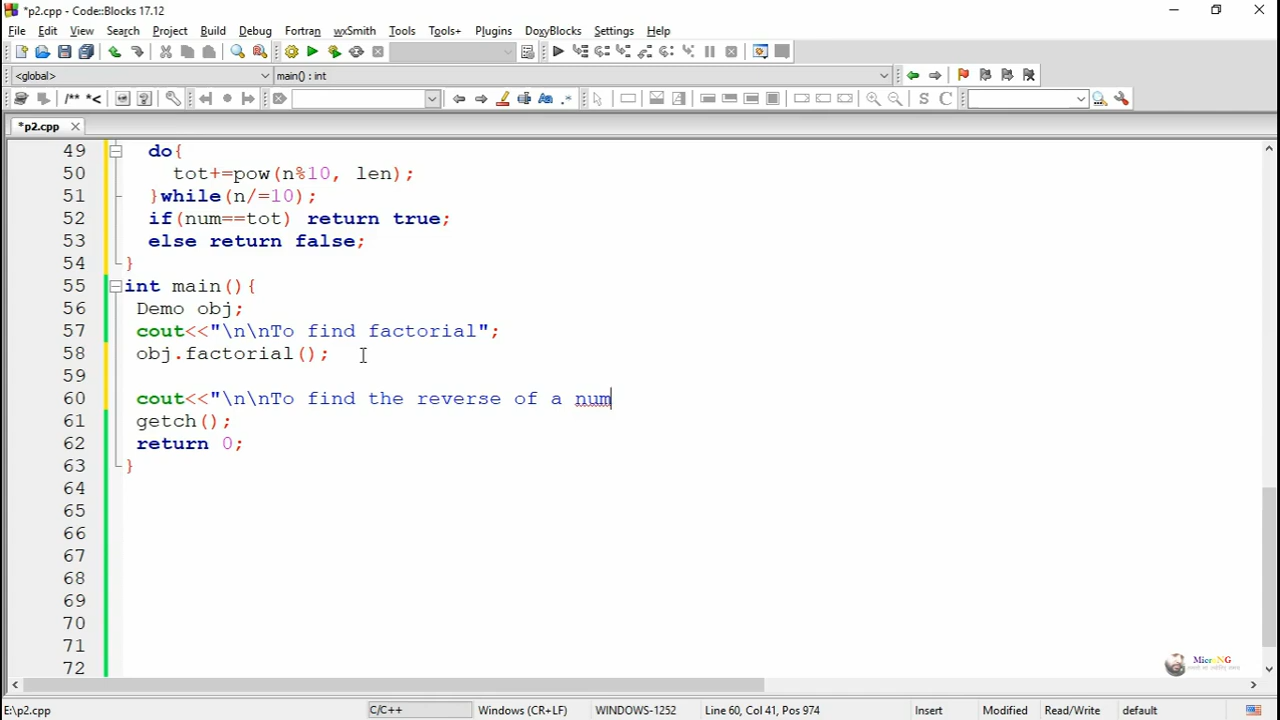 *p2.cpp - Code::Blocks 17.12
File Edit View Search Project Build Debug Fortran wxSmith Tools Tools+ Plugins DoxyBlocks Settings Help
<global> main() : int
/** *< Aa .* S C
*p2.cpp
49 do{
50 tot+=pow(n%10, len);
51 }while(n/=10);
52 if(num==tot) return true;
53 else return false;
54 }
55 int main(){
56 Demo obj;
57 cout<<"\n\nTo find factorial";
58 obj.factorial();
59
60 cout<<"\n\nTo find the reverse of a num
61 getch();
62 return 0;
63 }
64
65
66
67
68
69
70
71
72
MicroNG
E:\p2.cpp C/C++ Windows (CR+LF) WINDOWS-1252 Line 60, Col 41, Pos 974 Insert Modified Read/Write default